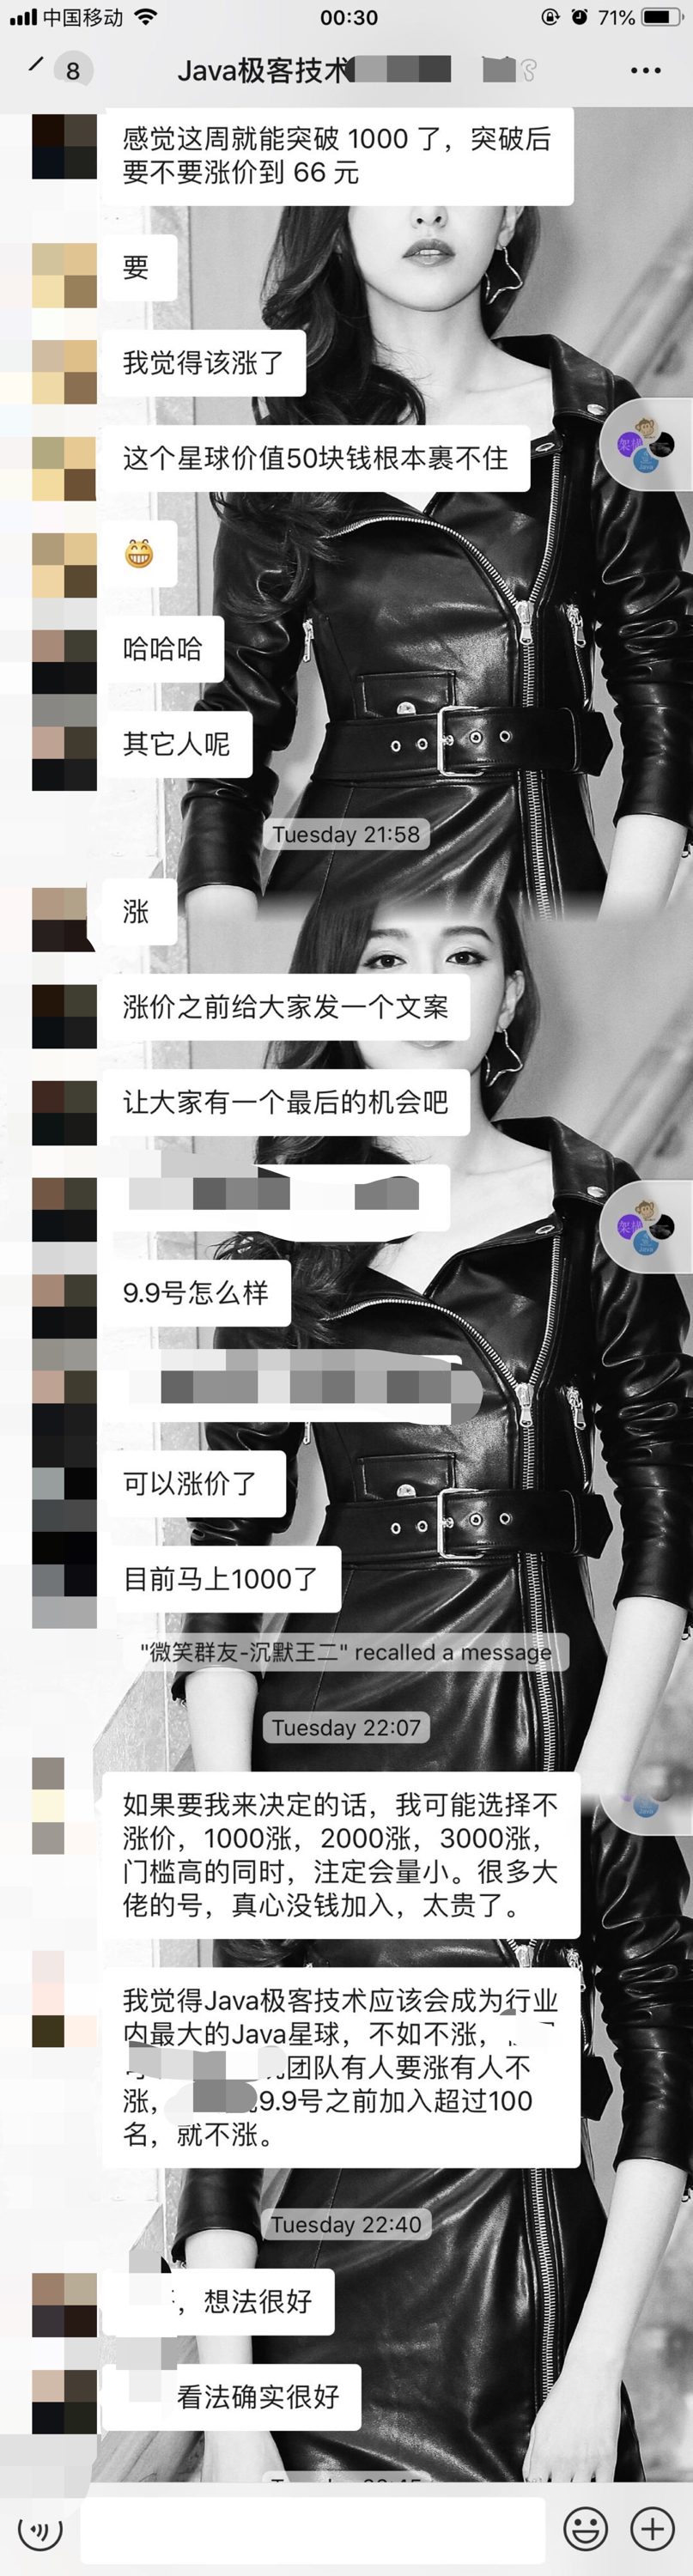 中国移动
00:30
71%
8
Java极客技术
感觉这周就能突破 1000 了，突破后
要不要涨价到 66 元
要
我觉得该涨了
这个星球价值50块钱根本裹不住
哈哈哈
其它人呢
Tuesday 21:58
涨
涨价之前给大家发一个文案
让大家有一个最后的机会吧
9.9号怎么样
可以涨价了
目前马上1000了
"微笑群友-沉默王二" recalled a message
Tuesday 22:07
如果要我来决定的话，我可能选择不
涨价，1000涨，2000涨，3000涨，
门槛高的同时，注定会量小。很多大
佬的号，真心没钱加入，太贵了。
我觉得Java极客技术应该会成为行业
内最大的Java星球，不如不涨，
团队有人要涨有人不
涨，9.9号之前加入超过100
名，就不涨。
Tuesday 22:40
，想法很好
看法确实很好